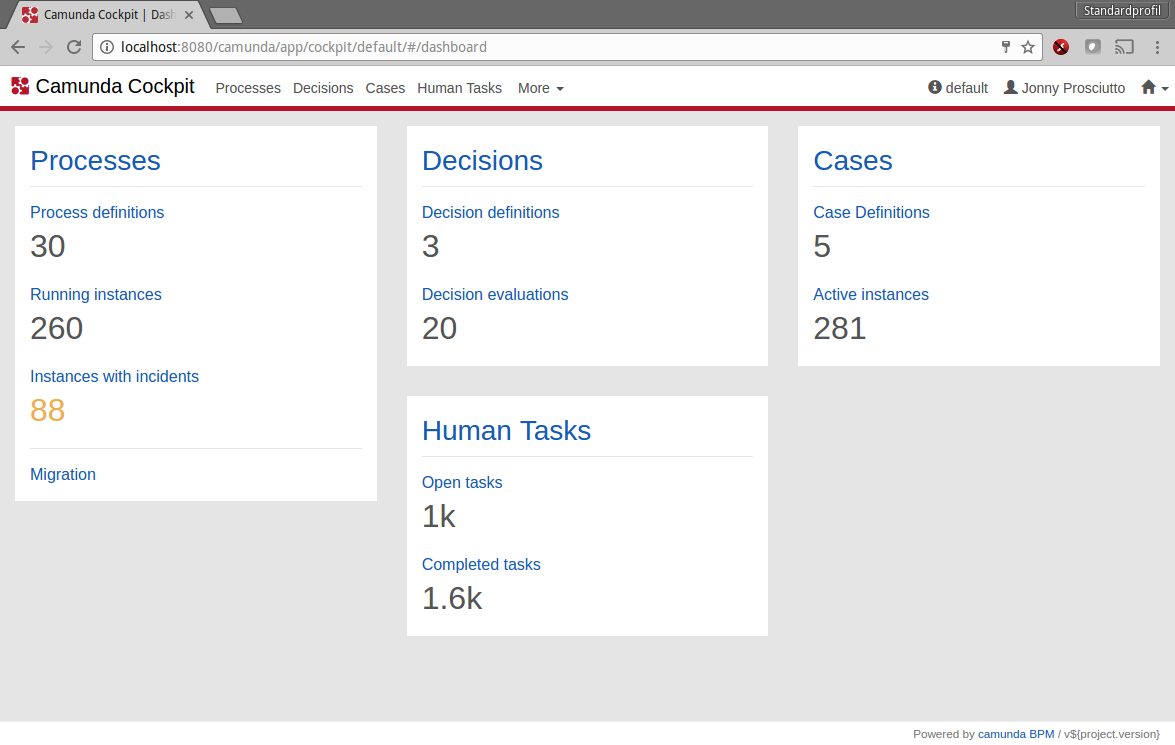 Camunda Cockpit | Dash
Standardprofil
localhost:8080/camunda/app/cockpit/default/#/dashboard
Camunda Cockpit Processes Decisions Cases Human Tasks More default Jonny Prosciutto
Processes
Process definitions
30
Running instances
260
Instances with incidents
88
Migration
Decisions
Decision definitions
3
Decision evaluations
20
Human Tasks
Open tasks
1k
Completed tasks
1.6k
Cases
Case Definitions
5
Active instances
281
Powered by camunda BPM / v${project.version}